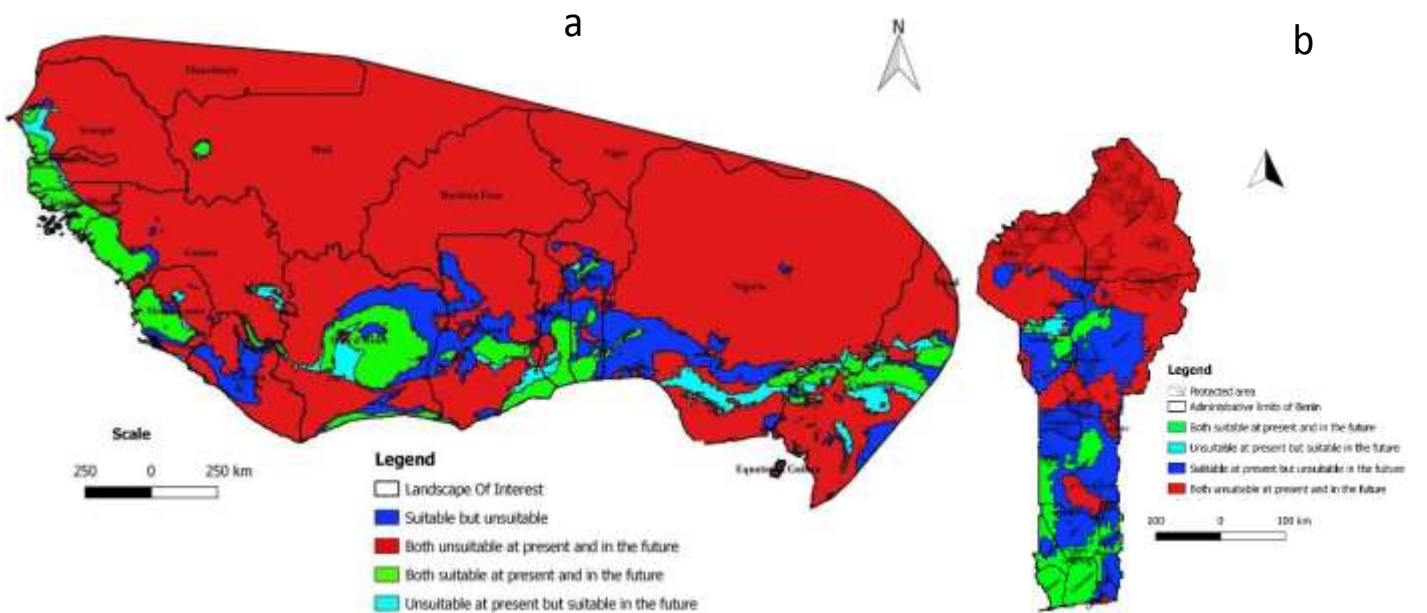 a
N
b
Mauritania
Senegal
Mali
Niger
Burkina Faso
Guinea
Nigeria
Equatorial Guinea
Scale
250 0 250 km
Legend
Landscape Of Interest
Suitable but unsuitable
Both unsuitable at present and in the future
Both suitable at present and in the future
Unsuitable at present but suitable in the future
Legend
Protected area
Administrative limits of Benin
Both suitable at present and in the future
Unsuitable at present but suitable in the future
Suitable at present but unsuitable in the future
Both unsuitable at present and in the future
100 0 100 km